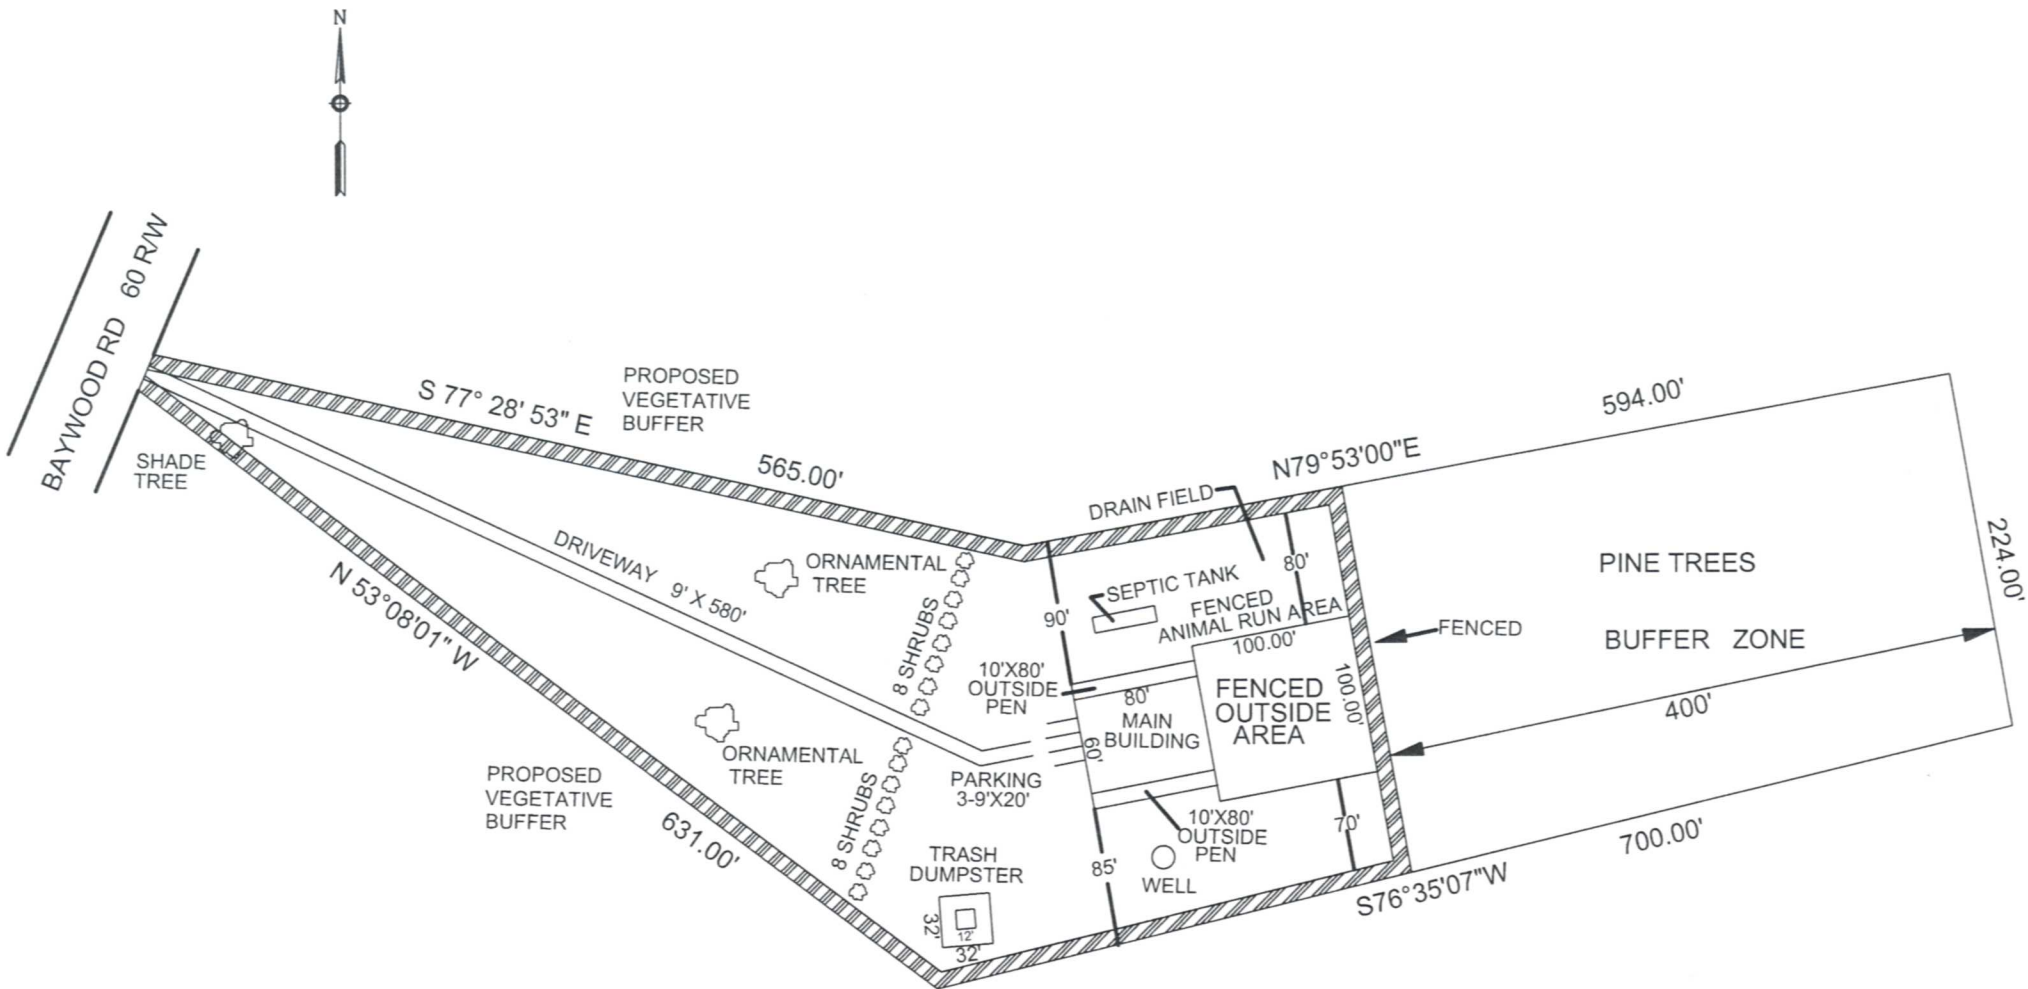 N
BAYWOOD RD 60 R/W
S 77° 28' 53" E
PROPOSED
VEGETATIVE
BUFFER
565.00'
594.00'
N79°53'00"E
224.00'
SHADE
TREE
DRIVEWAY 9' X 580'
N 53°08'01" W
ORNAMENTAL
TREE
8 SHRUBS
DRAIN FIELD
80'
SEPTIC TANK
90'
FENCED
ANIMAL RUN AREA
100.00'
FENCED
PINE TREES
BUFFER ZONE
400'
10'X80'
OUTSIDE
PEN
80'
MAIN
BUILDING
60'
FENCED
OUTSIDE
AREA
100.00'
ORNAMENTAL
TREE
PROPOSED
VEGETATIVE
BUFFER
631.00'
8 SHRUBS
PARKING
3-9'X20'
10'X80'
OUTSIDE
PEN
70'
85'
WELL
TRASH
DUMPSTER
32'
12'
32'
700.00'
S76°35'07"W